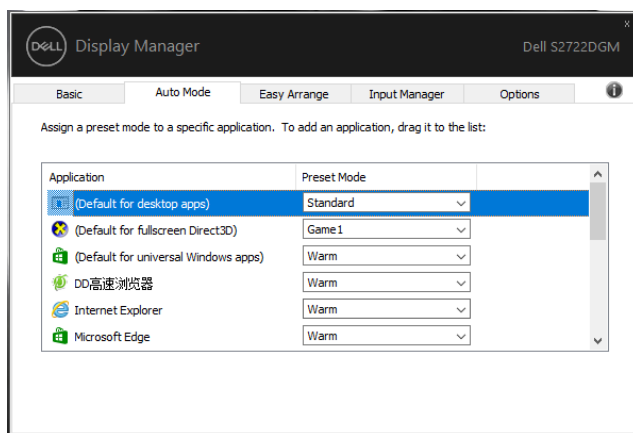 DELL Display Manager Dell S2722DGM
x
Basic Auto Mode Easy Arrange Input Manager Options
Assign a preset mode to a specific application. To add an application, drag it to the list:
Application Preset Mode
(Default for desktop apps) Standard
(Default for fullscreen Direct3D) Game1
(Default for universal Windows apps) Warm
DD高速浏览器 Warm
Internet Explorer Warm
Microsoft Edge Warm